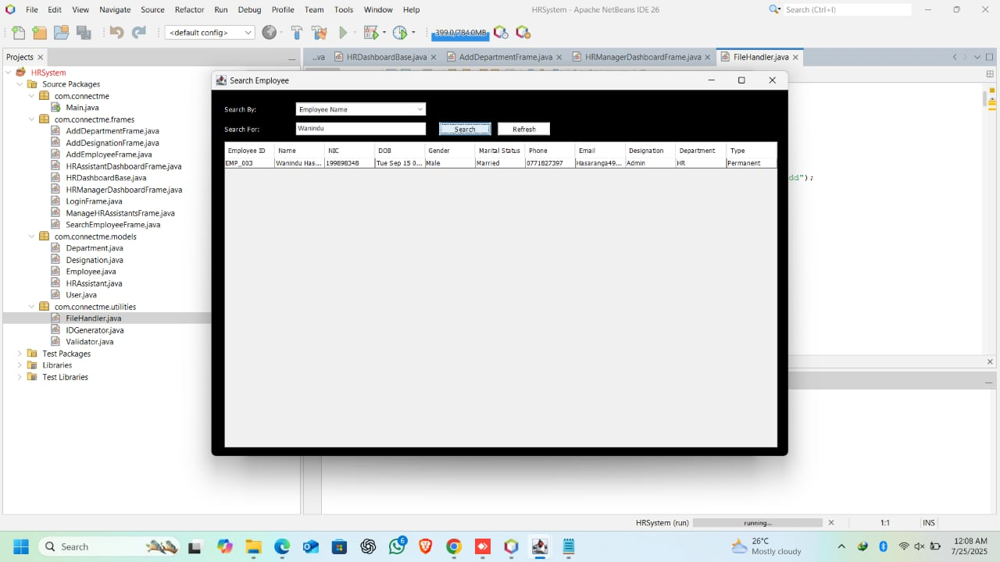 File Edit View Navigate Source Refactor Run Debug Profile Team Tools Window Help
HRSystem - Apache NetBeans IDE 26
Search (Ctrl+I)
<default config>
399.0/784.0MB
Projects
...va HRDashboardBase.java AddDepartmentFrame.java HRManagerDashboardFrame.java FileHandler.java
HRSystem
Source Packages
com.connectme
Main.java
com.connectme.frames
AddDepartmentFrame.java
AddDesignationFrame.java
AddEmployeeFrame.java
HRAssistantDashboardFrame.java
HRDashboardBase.java
HRManagerDashboardFrame.java
LoginFrame.java
ManageHRAssistantsFrame.java
SearchEmployeeFrame.java
com.connectme.models
Department.java
Designation.java
Employee.java
HRAssistant.java
User.java
com.connectme.utilities
FileHandler.java
IDGenerator.java
Validator.java
Test Packages
Libraries
Test Libraries
Search Employee
Search By: Employee Name
Search For: Wanindu Search Refresh
Employee ID Name NIC DOB Gender Marital Status Phone Email Designation Department Type
EMP_003 Wanindu Has... 199898348 Tue Sep 15 0... Male Married 0771827397 Hasaranga49... Admin HR Permanent
dd");
HRSystem (run) running... 1:1 INS
Search
6
26°C
Mostly cloudy
12:08 AM
7/25/2025